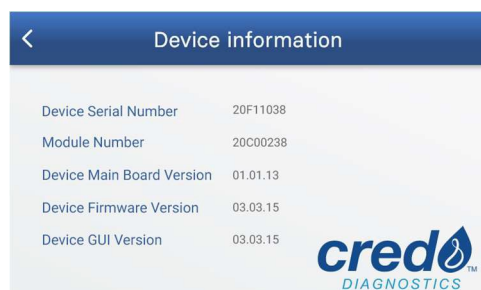 Device information
Device Serial Number 20F11038
Module Number 20C00238
Device Main Board Version 01.01.13
Device Firmware Version 03.03.15
Device GUI Version 03.03.15
credo TM
DIAGNOSTICS